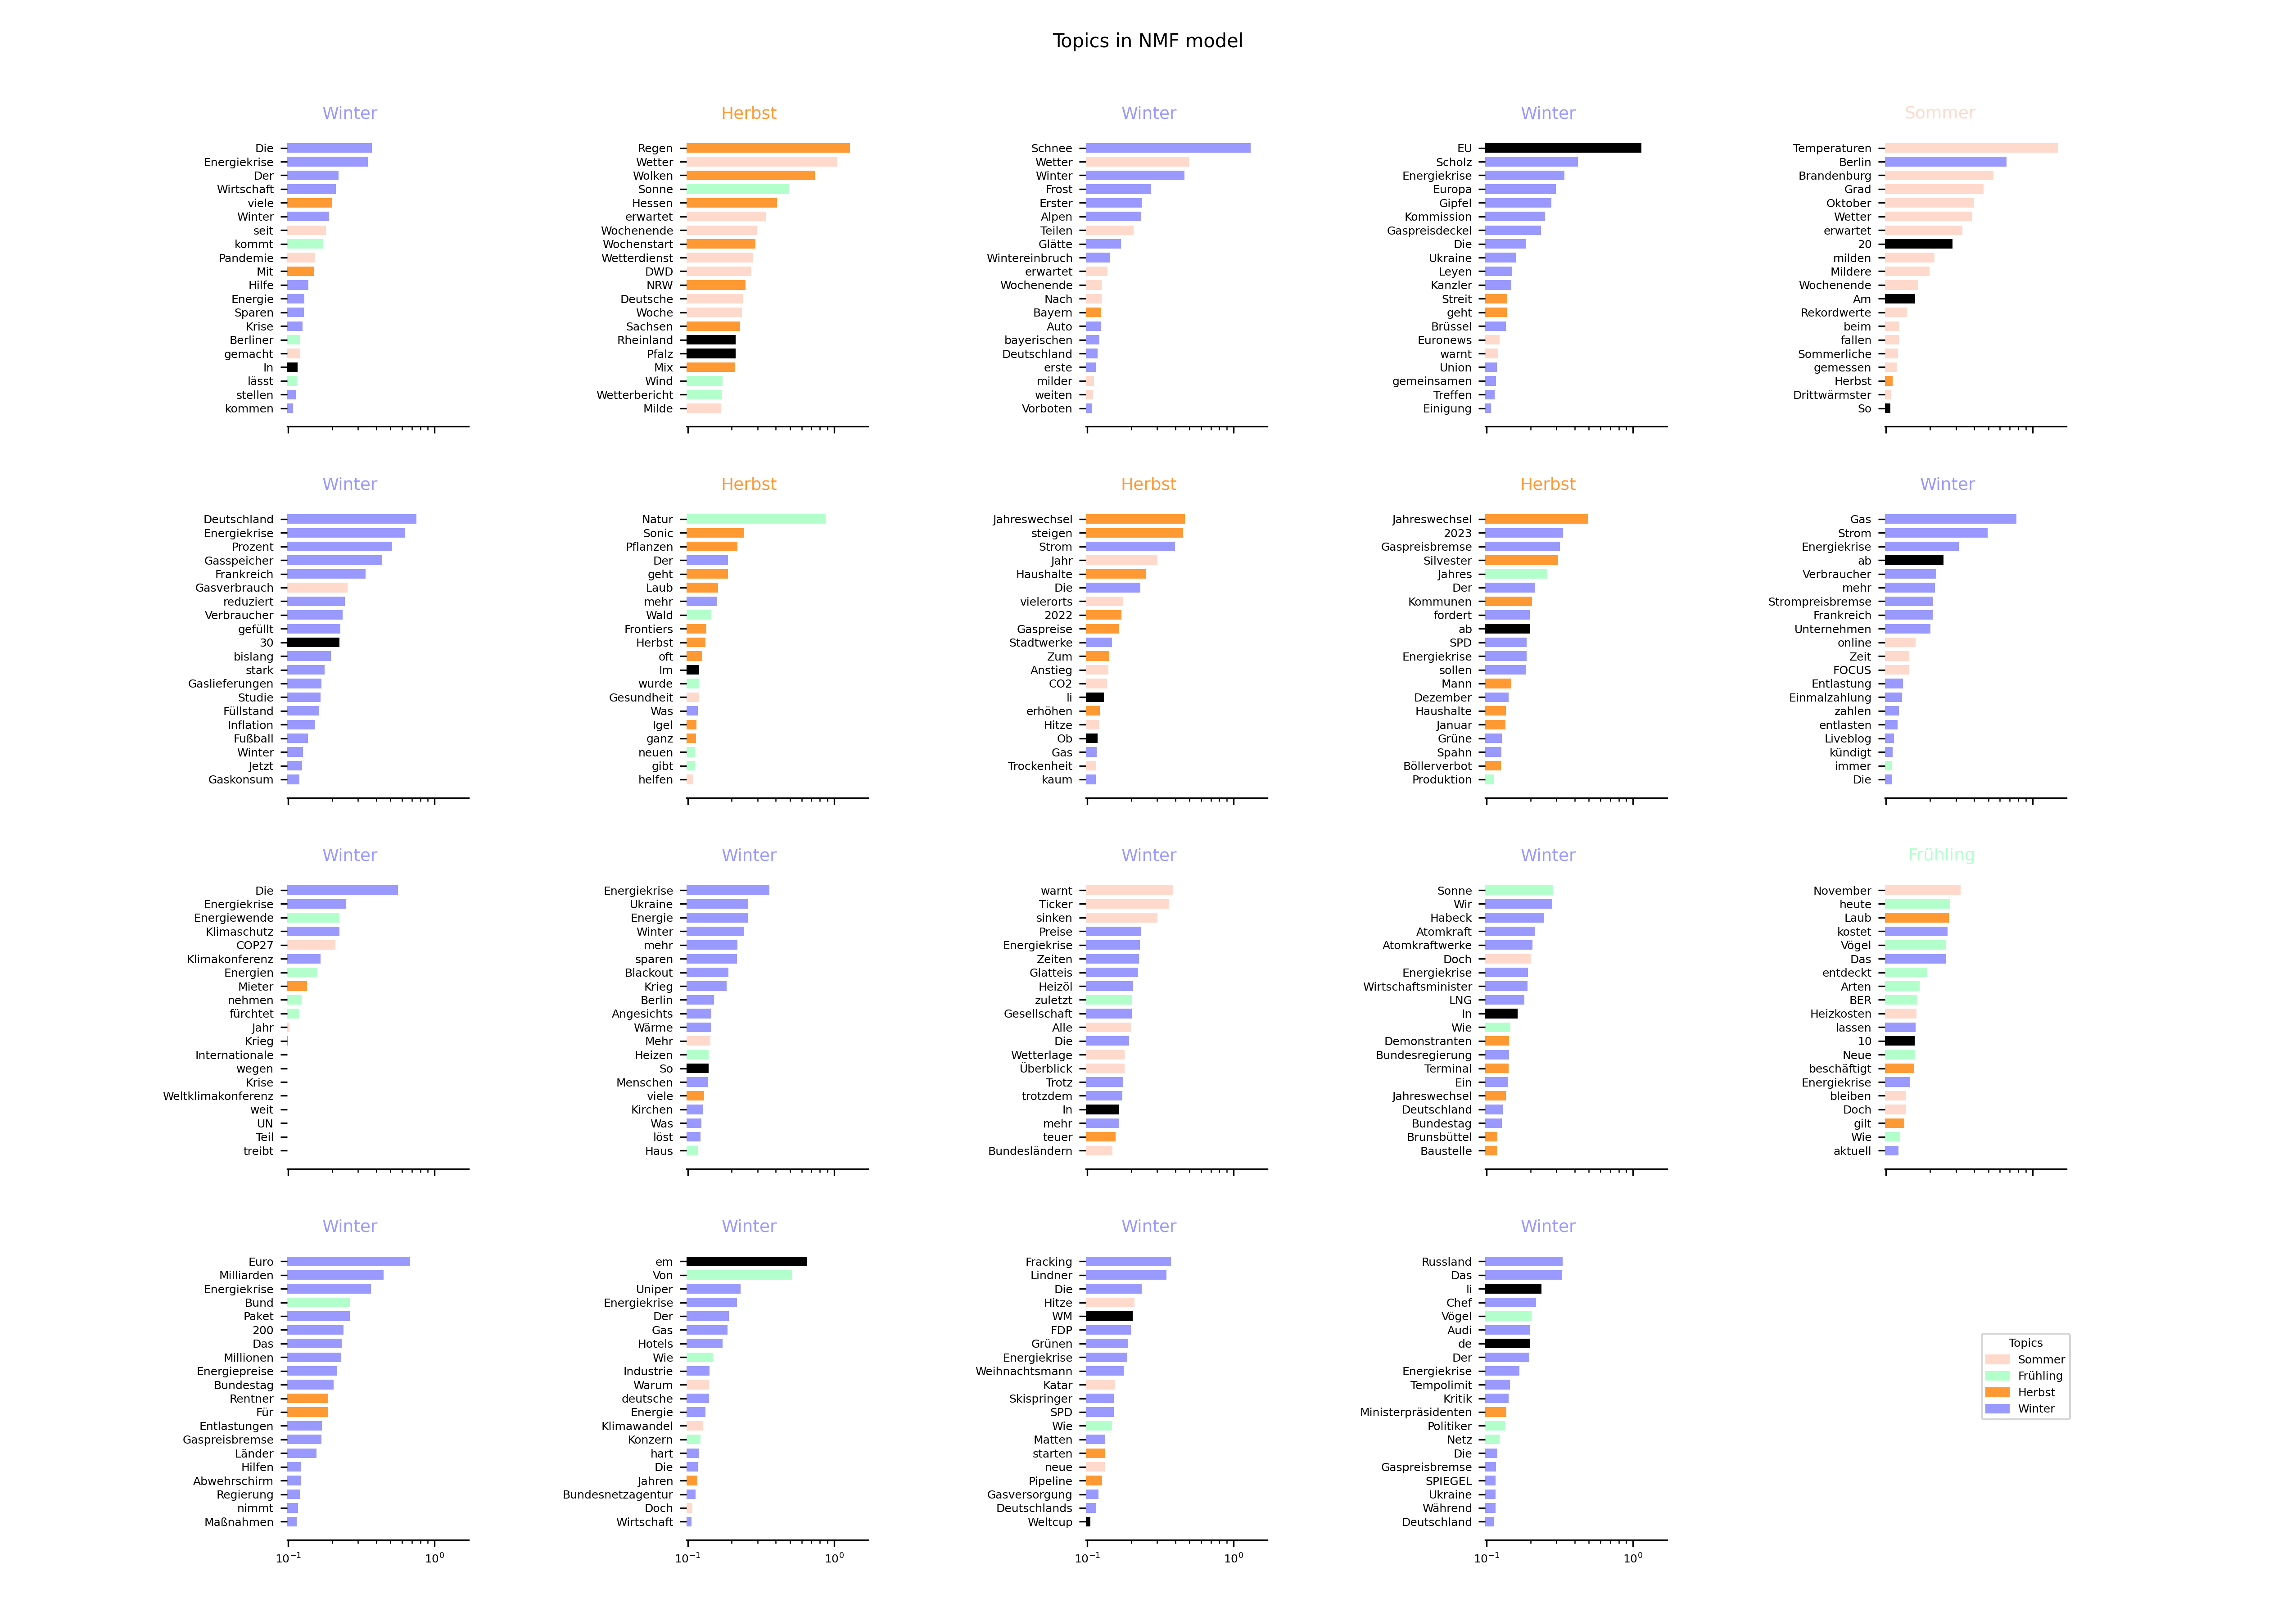 Topics in NMF model
Winter
Die
Energiekrise
Der
Wirtschaft
viele
Winter
seit
kommt
Pandemie
Mit
Hilfe
Energie
Sparen
Krise
Berliner
gemacht
In
lässt
stellen
kommen
Herbst
Regen
Wetter
Wolken
Sonne
Hessen
erwartet
Wochenende
Wochenstart
Wetterdienst
DWD
NRW
Deutsche
Woche
Sachsen
Rheinland
Pfalz
Mix
Wind
Wetterbericht
Milde
Winter
Schnee
Wetter
Winter
Frost
Erster
Alpen
Teilen
Glätte
Wintereinbruch
erwartet
Wochenende
Nach
Bayern
Auto
bayerischen
Deutschland
erste
milder
weiten
Vorboten
Winter
EU
Scholz
Energiekrise
Europa
Gipfel
Kommission
Gaspreisdeckel
Die
Ukraine
Leyen
Kanzler
Streit
geht
Brüssel
Euronews
warnt
Union
gemeinsamen
Treffen
Einigung
Sommer
Temperaturen
Berlin
Brandenburg
Grad
Oktober
Wetter
erwartet
20
milden
Mildere
Wochenende
Am
Rekordwerte
beim
fallen
Sommerliche
gemessen
Herbst
Drittwärmster
So
Winter
Deutschland
Energiekrise
Prozent
Gasspeicher
Frankreich
Gasverbrauch
reduziert
Verbraucher
gefüllt
30
bislang
stark
Gaslieferungen
Studie
Füllstand
Inflation
Fußball
Winter
Jetzt
Gaskonsum
Herbst
Natur
Sonic
Pflanzen
Der
geht
Laub
mehr
Wald
Frontiers
Herbst
oft
Im
wurde
Gesundheit
Was
Igel
ganz
neuen
gibt
helfen
Herbst
Jahreswechsel
steigen
Strom
Jahr
Haushalte
Die
vielerorts
2022
Gaspreise
Stadtwerke
Zum
Anstieg
CO2
li
erhöhen
Hitze
Ob
Gas
Trockenheit
kaum
Herbst
Jahreswechsel
2023
Gaspreisbremse
Silvester
Jahres
Der
Kommunen
fordert
ab
SPD
Energiekrise
sollen
Mann
Dezember
Haushalte
Januar
Grüne
Spahn
Böllerverbot
Produktion
Winter
Gas
Strom
Energiekrise
ab
Verbraucher
mehr
Strompreisbremse
Frankreich
Unternehmen
online
Zeit
FOCUS
Entlastung
Einmalzahlung
zahlen
entlasten
Liveblog
kündigt
immer
Die
Winter
Die
Energiekrise
Energiewende
Klimaschutz
COP27
Klimakonferenz
Energien
Mieter
nehmen
fürchtet
Jahr
Krieg
Internationale
wegen
Krise
Weltklimakonferenz
weit
UN
Teil
treibt
Winter
Energiekrise
Ukraine
Energie
Winter
mehr
sparen
Blackout
Krieg
Berlin
Angesichts
Wärme
Mehr
Heizen
So
Menschen
viele
Kirchen
Was
löst
Haus
Winter
warnt
Ticker
sinken
Preise
Energiekrise
Zeiten
Glatteis
Heizöl
zuletzt
Gesellschaft
Alle
Die
Wetterlage
Überblick
Trotz
trotzdem
In
mehr
teuer
Bundesländern
Winter
Sonne
Wir
Habeck
Atomkraft
Atomkraftwerke
Doch
Energiekrise
Wirtschaftsminister
LNG
In
Wie
Demonstranten
Bundesregierung
Terminal
Ein
Jahreswechsel
Deutschland
Bundestag
Brunsbüttel
Baustelle
Frühling
November
heute
Laub
kostet
Vögel
Das
entdeckt
Arten
BER
Heizkosten
lassen
10
Neue
beschäftigt
Energiekrise
bleiben
Doch
gilt
Wie
aktuell
Winter
Euro
Milliarden
Energiekrise
Bund
Paket
200
Das
Millionen
Energiepreise
Bundestag
Rentner
Für
Entlastungen
Gaspreisbremse
Länder
Hilfen
Abwehrschirm
Regierung
nimmt
Maßnahmen
10⁻¹ 10⁰
Winter
em
Von
Uniper
Energiekrise
Der
Gas
Hotels
Wie
Industrie
Warum
deutsche
Energie
Klimawandel
Konzern
hart
Die
Jahren
Bundesnetzagentur
Doch
Wirtschaft
10⁻¹ 10⁰
Winter
Fracking
Lindner
Die
Hitze
WM
FDP
Grünen
Energiekrise
Weihnachtsmann
Katar
Skispringer
SPD
Wie
Matten
starten
neue
Pipeline
Gasversorgung
Deutschlands
Weltcup
10⁻¹ 10⁰
Winter
Russland
Das
li
Chef
Vögel
Audi
de
Der
Energiekrise
Tempolimit
Kritik
Ministerpräsidenten
Politiker
Netz
Die
Gaspreisbremse
SPIEGEL
Ukraine
Während
Deutschland
10⁻¹ 10⁰
Topics
Sommer
Frühling
Herbst
Winter